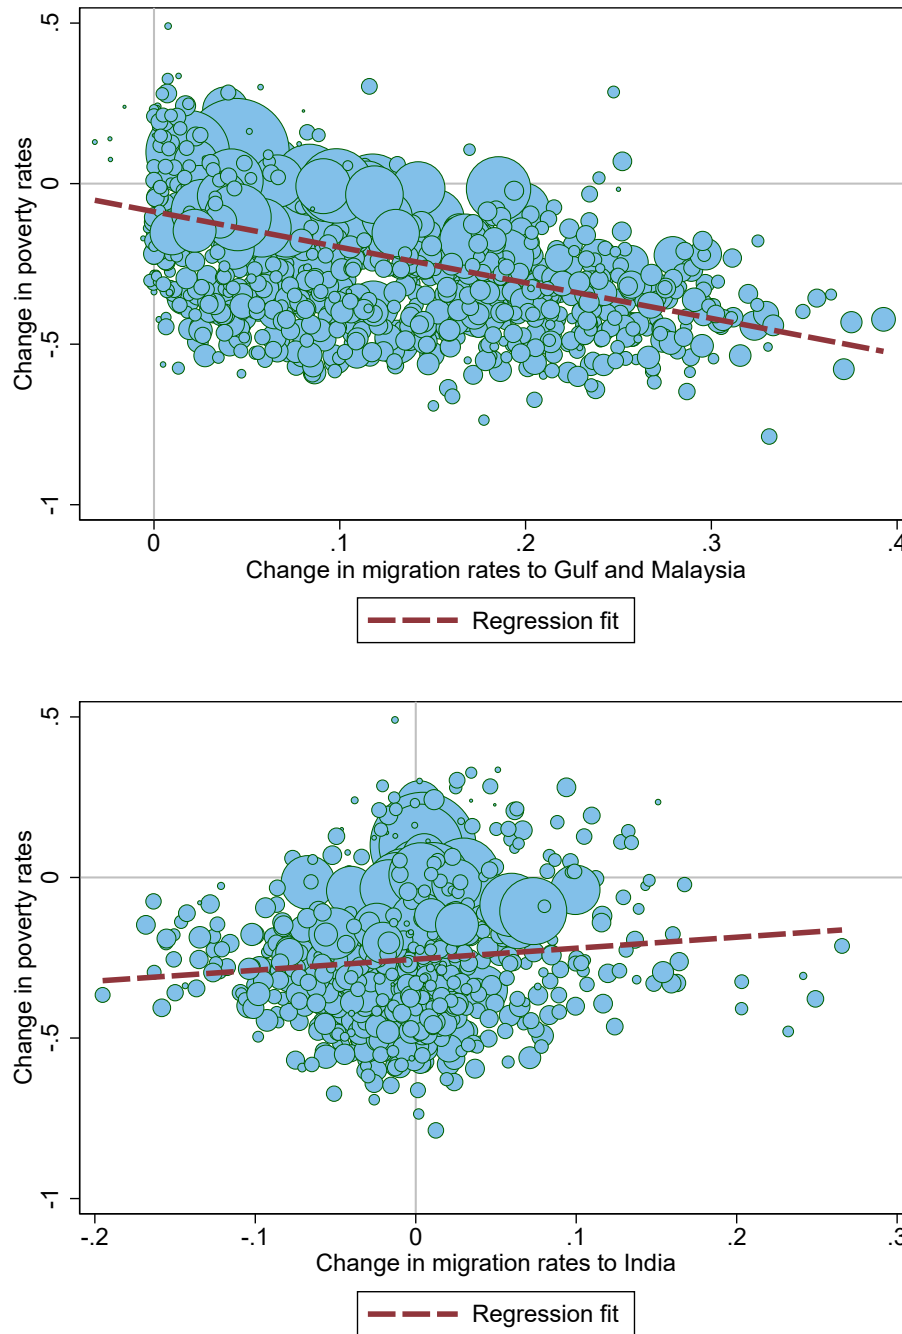 .5
0
-.5
-1
Change in poverty rates
0 .1 .2 .3 .4
Change in migration rates to Gulf and Malaysia
Regression fit
.5
0
-.5
-1
Change in poverty rates
-.2 -.1 0 .1 .2 .3
Change in migration rates to India
Regression fit